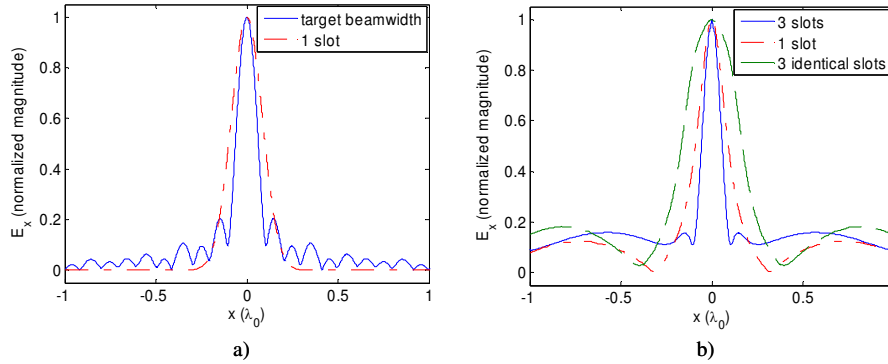 target beamwidth
1 slot
E_x (normalized magnitude)
1
0.8
0.6
0.4
0.2
0
-1
-0.5
0
0.5
1
x (λ_0)
a)
3 slots
1 slot
3 identical slots
E_x (normalized magnitude)
1
0.8
0.6
0.4
0.2
0
-1
-0.5
0
0.5
x (λ_0)
b)